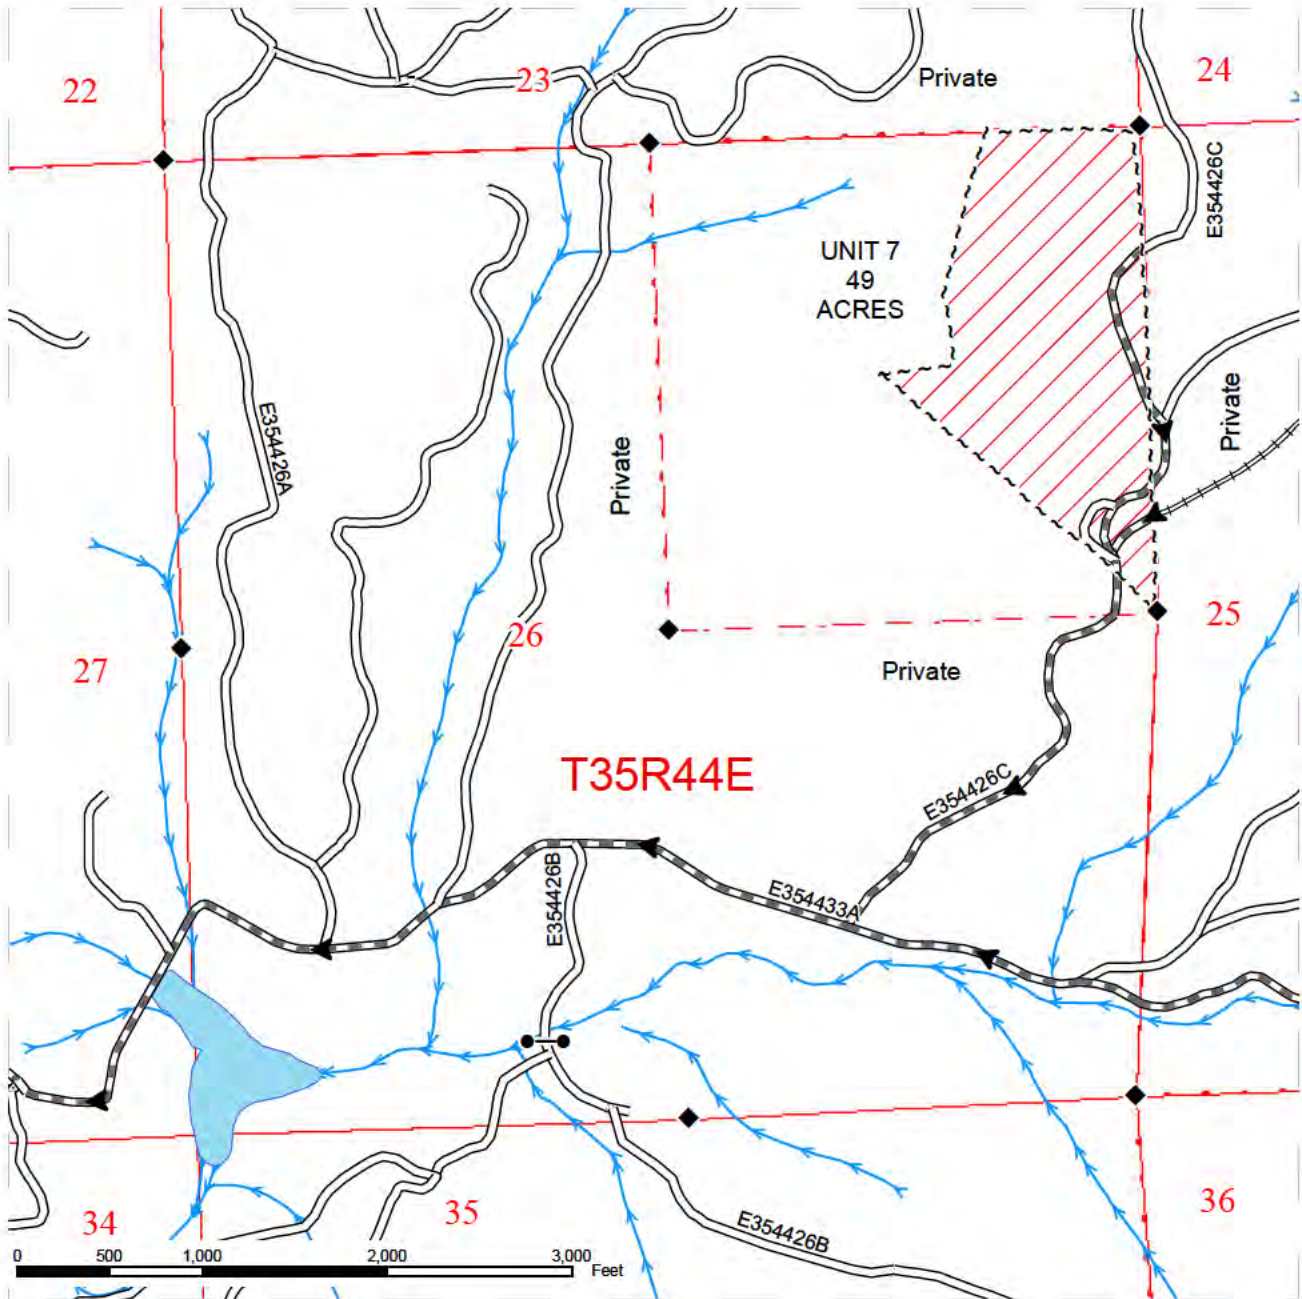 22
23
Private
24
E354426C
UNIT 7
49
ACRES
E354426A
Private
Private
26
25
27
Private
T35R44E
E354426C
E354426B
E354433A
34
35
36
E354426B
0 500 1,000 2,000 3,000
Feet